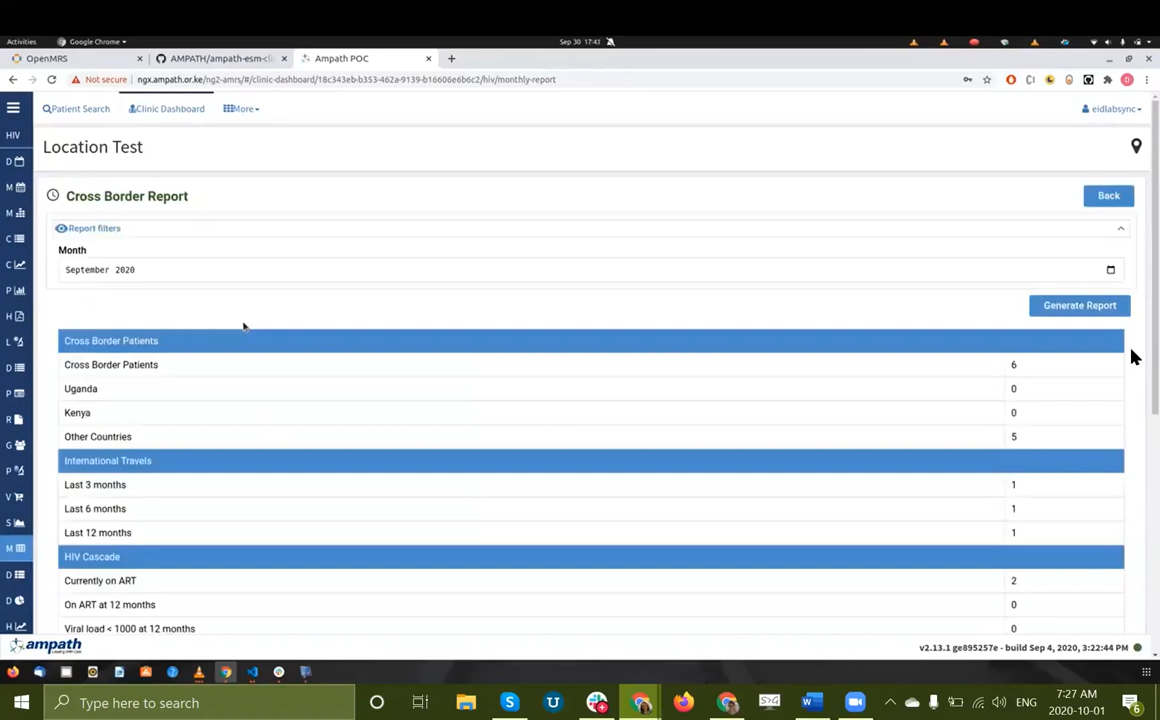 Activities
Google Chrome
Sep 30 17:43
OpenMRS
AMPATH/ampath-esm-cli
Ampath POC
Not secure
ngx.ampath.or.ke/ng2-amrs/#/clinic-dashboard/18c343eb-b353-462a-9139-b16606e6b6c2/hiv/monthly-report
Patient Search
Clinic Dashboard
More
eidlabsync
HIV
Location Test
D
M
Cross Border Report
Back
M
Report filters
C
Month
C
September 2020
P
Generate Report
H
L
Cross Border Patients
D
Cross Border Patients 6
P
Uganda 0
R
Kenya 0
G
Other Countries 5
P
International Travels
V
Last 3 months 1
Last 6 months 1
S
Last 12 months 1
M
HIV Cascade
D
Currently on ART 2
D
On ART at 12 months 0
H
Viral load < 1000 at 12 months 0
ampath
v2.13.1 ge895257e - build Sep 4, 2020, 3:22:44 PM
Type here to search
ENG
7:27 AM
2020-10-01
6